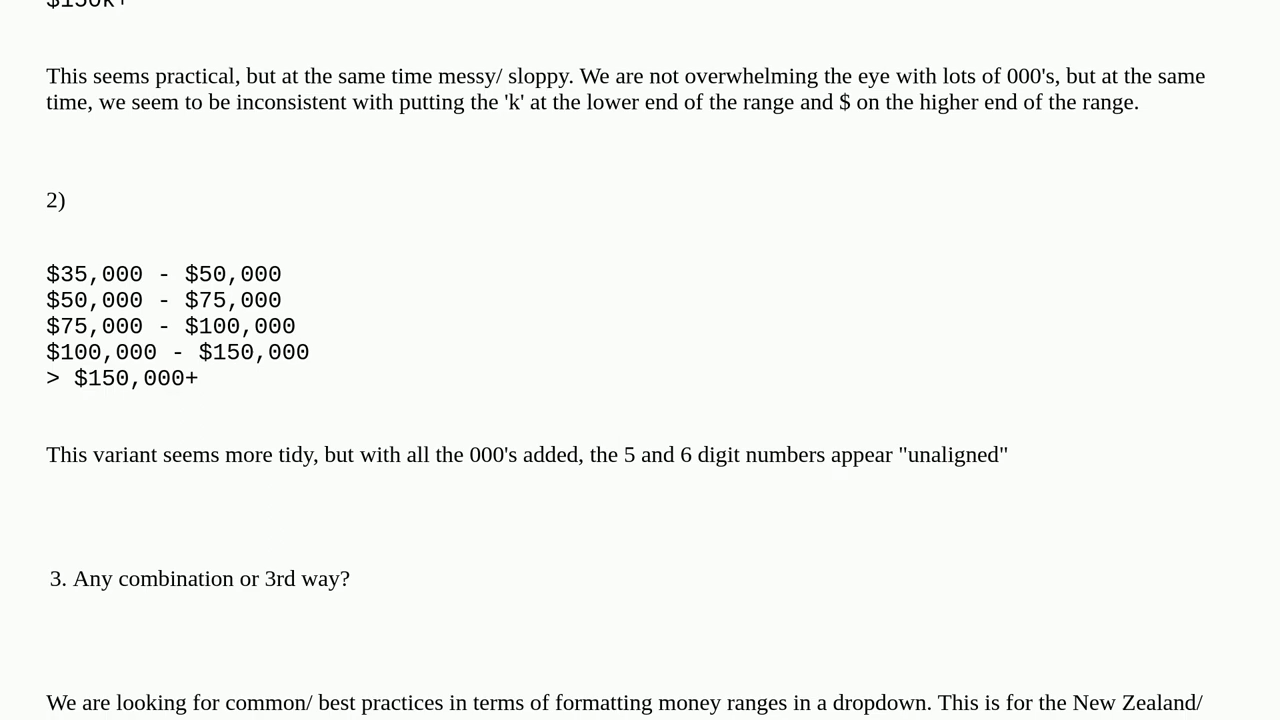 $150k+
This seems practical, but at the same time messy/ sloppy. We are not overwhelming the eye with lots of 000's, but at the same
time, we seem to be inconsistent with putting the 'k' at the lower end of the range and $ on the higher end of the range.
2)
$35,000 - $50,000
$50,000 - $75,000
$75,000 - $100,000
$100,000 - $150,000
> $150,000+
This variant seems more tidy, but with all the 000's added, the 5 and 6 digit numbers appear "unaligned"
3. Any combination or 3rd way?
We are looking for common/ best practices in terms of formatting money ranges in a dropdown. This is for the New Zealand/